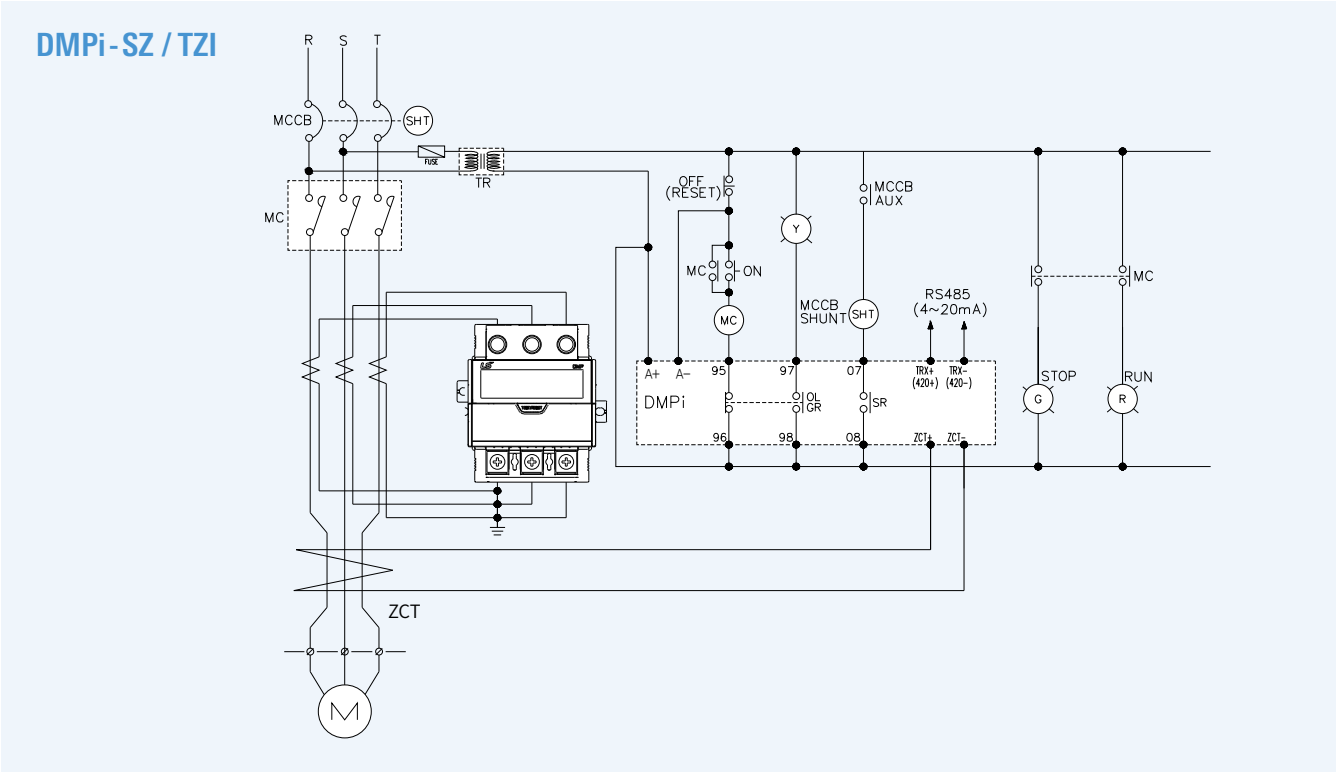 DMPi-SZ / TZI
R S T
MCCB
SHT
FUSE
TR
MC
OFF
(RESET)
MCCB
AUX
Y
MC
ON
MC
MCCB
SHUNT
SHT
RS485
(4~20mA)
MC
LS
DMP
A+
A-
95
97
07
TRX+
(420+)
TRX-
(420-)
DMPi
OL
GR
SR
96
98
08
ZCT+
ZCT-
STOP
G
RUN
R
ZCT
M